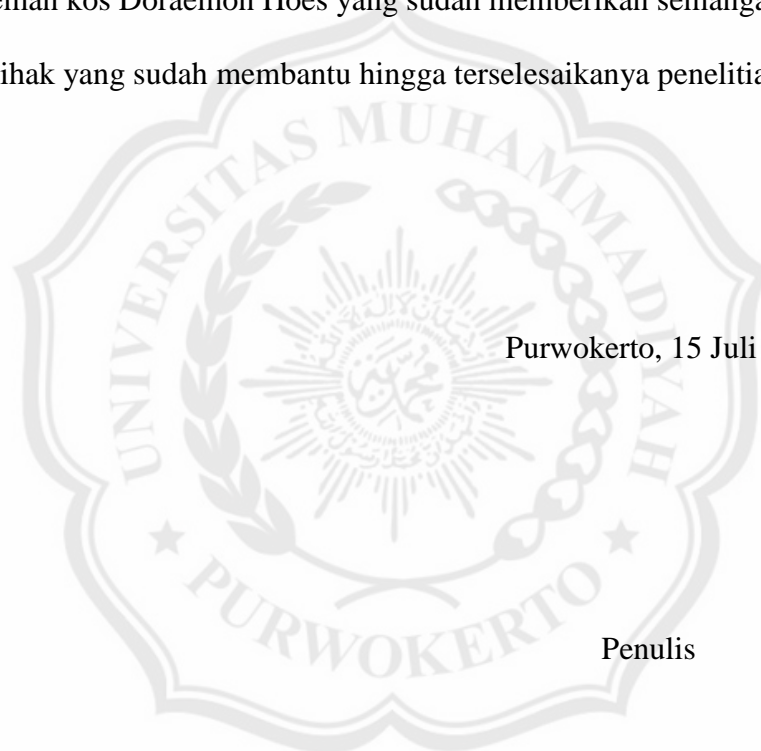 eman kos Doraemon Hoes yang sudah memberikan semanga
ihak yang sudah membantu hingga terselesaikanya penelitia
UNIVERSITAS MUHAMMADIYAH
Purwokerto, 15 Juli
PURWOKERTO
Penulis